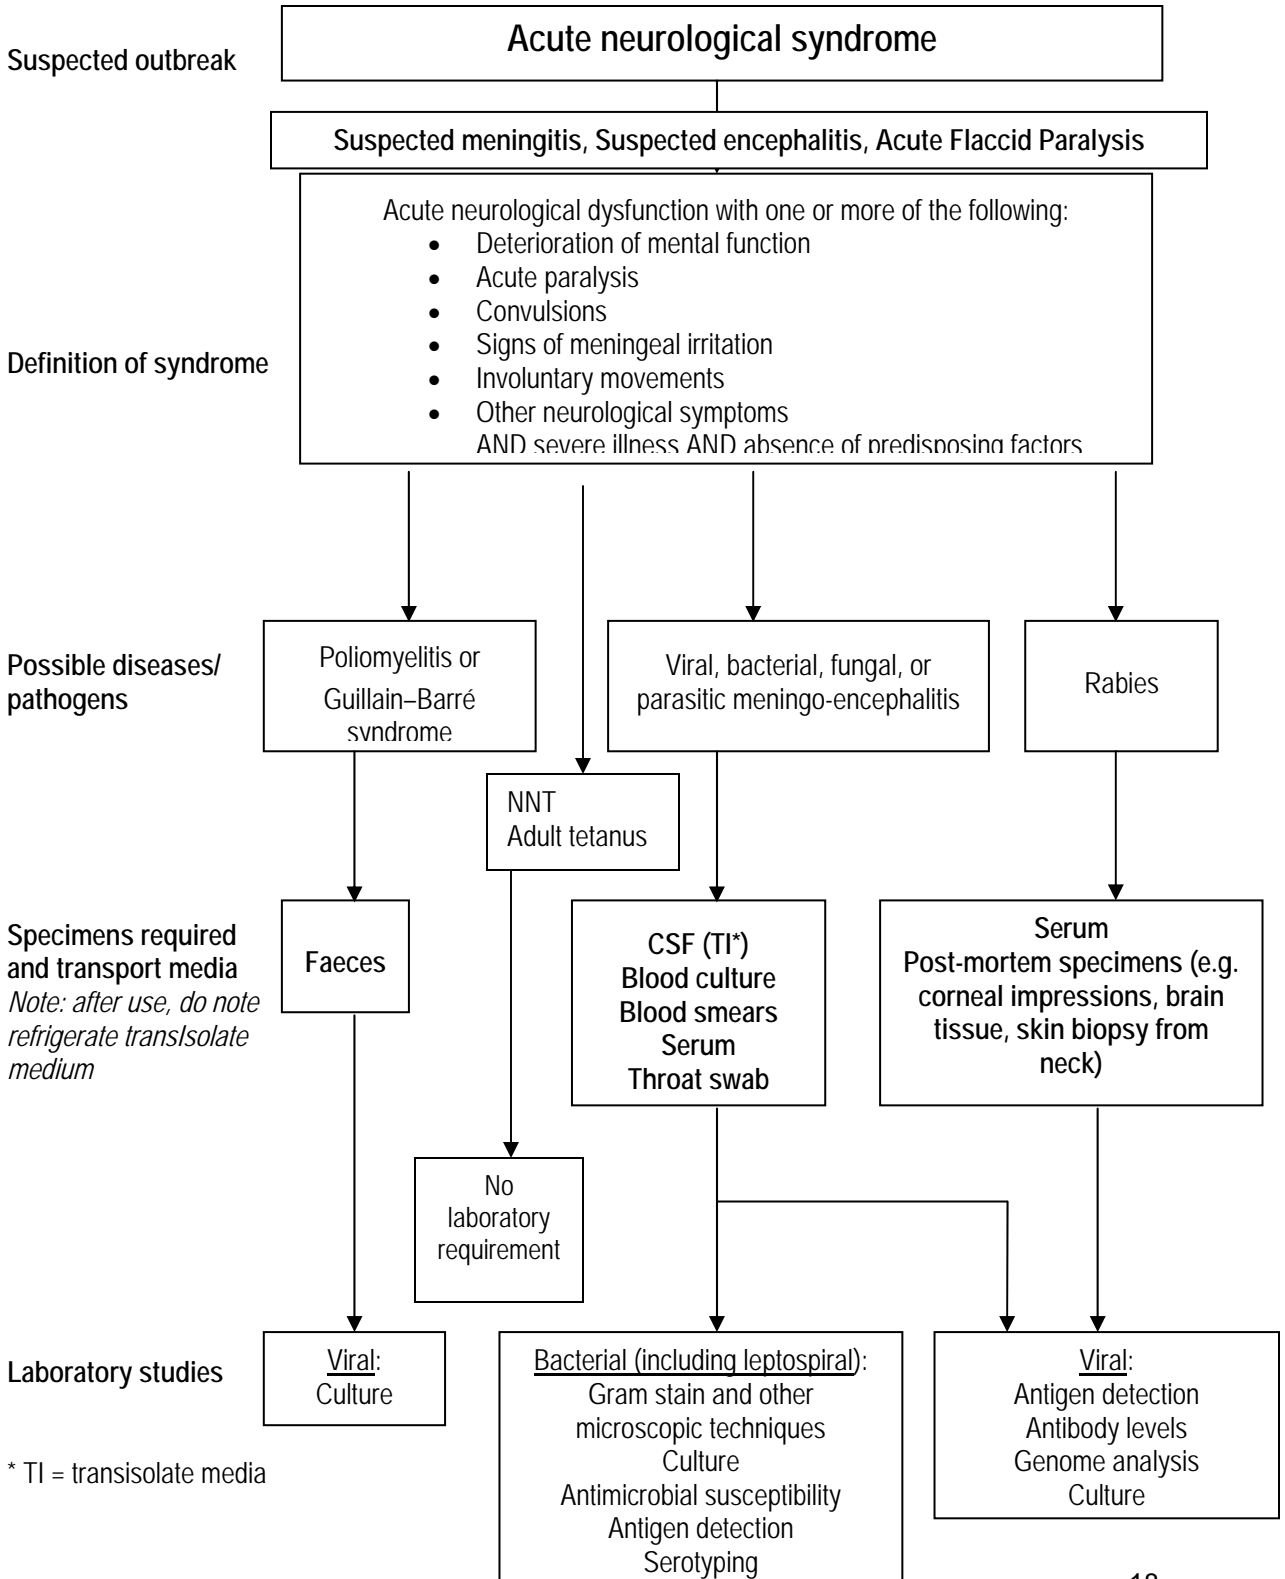 Acute neurological syndrome
Suspected outbreak
Suspected meningitis, Suspected encephalitis, Acute Flaccid Paralysis
Acute neurological dysfunction with one or more of the following:
• Deterioration of mental function
• Acute paralysis
• Convulsions
• Signs of meningeal irritation
• Involuntary movements
• Other neurological symptoms
AND severe illness AND absence of predisposing factors
Definition of syndrome
Possible diseases/
pathogens
Poliomyelitis or
Guillain–Barré
syndrome
Viral, bacterial, fungal, or
parasitic meningo-encephalitis
Rabies
NNT
Adult tetanus
Specimens required
and transport media
Note: after use, do note
refrigerate transIsolate
medium
Faeces
CSF (TI*)
Blood culture
Blood smears
Serum
Throat swab
Serum
Post-mortem specimens (e.g.
corneal impressions, brain
tissue, skin biopsy from
neck)
No
laboratory
requirement
Laboratory studies
Viral:
Culture
Bacterial (including leptospiral):
Gram stain and other
microscopic techniques
Culture
Antimicrobial susceptibility
Antigen detection
Serotyping
Viral:
Antigen detection
Antibody levels
Genome analysis
Culture
* TI = transisolate media